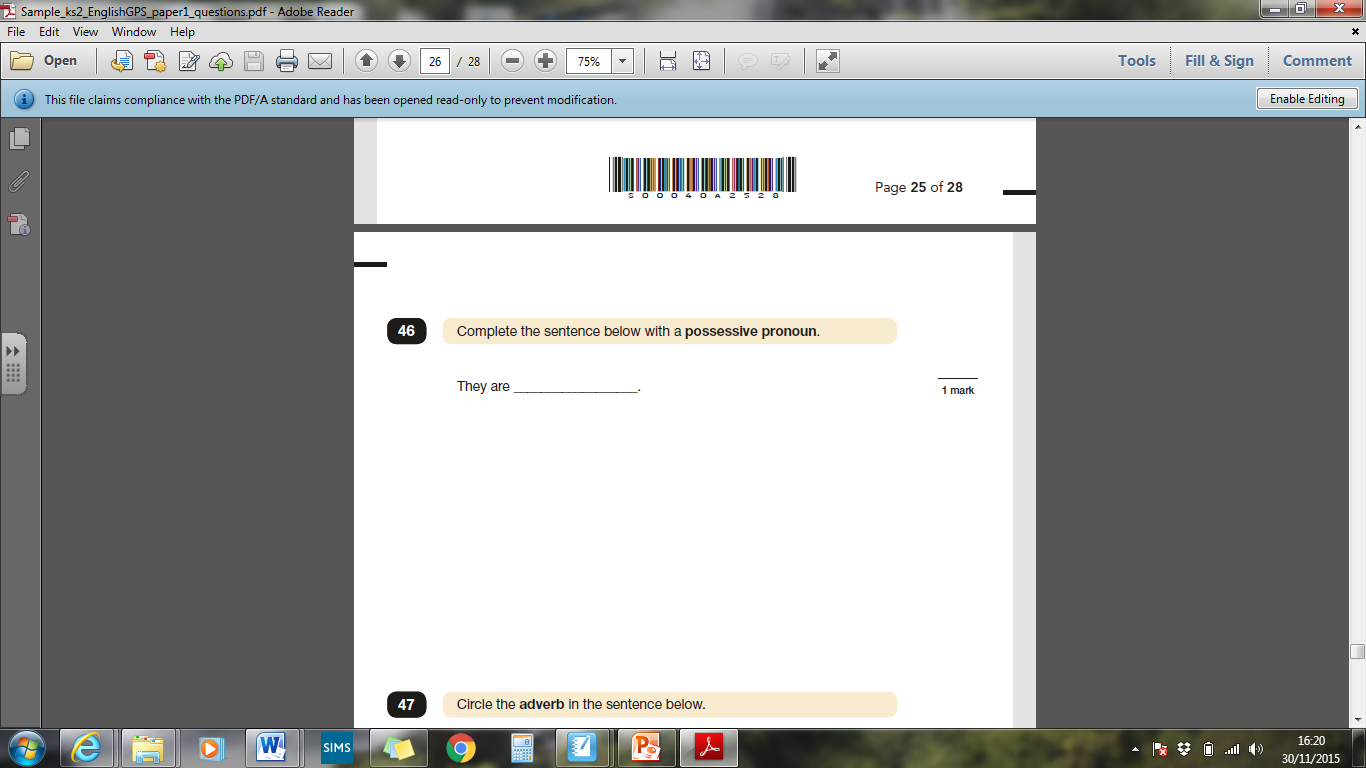 Sample_ks2_EnglishGPS_paper1_questions.pdf - Adobe Reader
File Edit View Window Help
Open 26 / 28 75% Tools Fill & Sign Comment
This file claims compliance with the PDF/A standard and has been opened read-only to prevent modification. Enable Editing
S00040A2528
Page 25 of 28
46 Complete the sentence below with a possessive pronoun.
They are _________________.
1 mark
47 Circle the adverb in the sentence below.
SIMS
16:20
30/11/2015